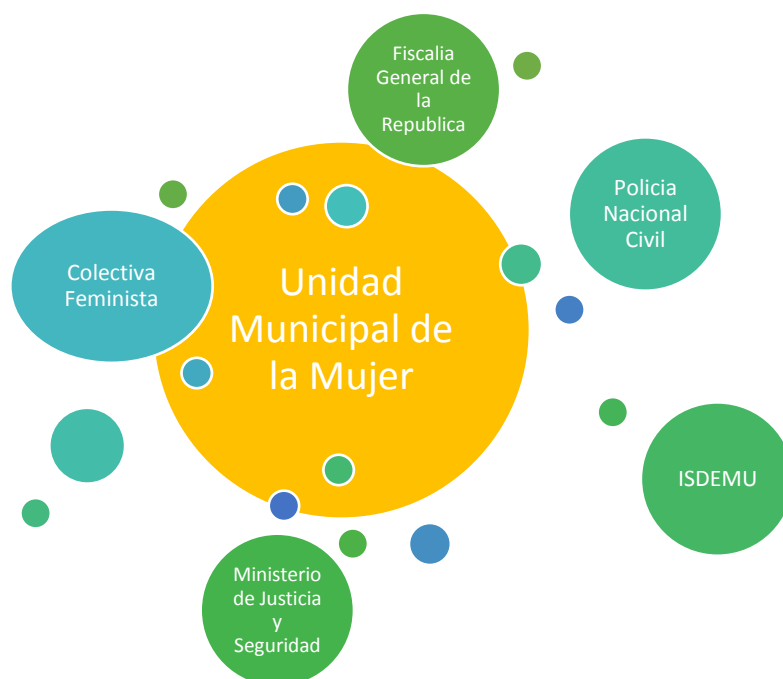 Fiscalia
General de
la
Republica
Policia
Nacional
Civil
Colectiva
Feminista
Unidad
Municipal de
la Mujer
ISDEMU
Ministerio
de Justicia
y
Seguridad